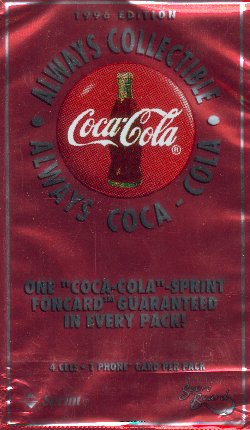 1996 EDITION
• ALWAYS COLLECTIBLE •
Coca-Cola ®
ALWAYS COCA-COLA
ONE "COCA-COLA"-SPRINT
FONCARD™ GUARANTEED
IN EVERY PACK!
4 CELS - 1 PHONE CARD PER PACK
Sprint